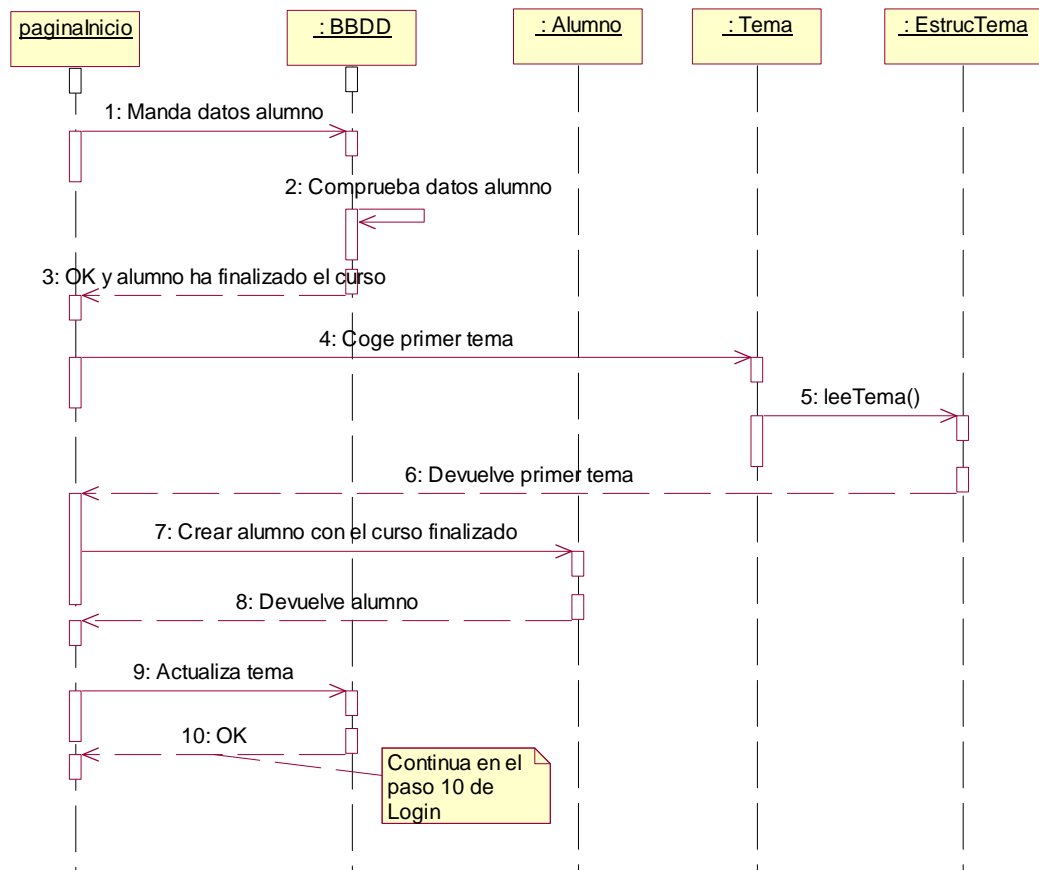 paginaInicio
: BBDD
: Alumno
: Tema
: EstrucTema
1: Manda datos alumno
2: Comprueba datos alumno
3: OK y alumno ha finalizado el curso
4: Coge primer tema
5: leeTema()
6: Devuelve primer tema
7: Crear alumno con el curso finalizado
8: Devuelve alumno
9: Actualiza tema
10: OK
Continua en el
paso 10 de
Login